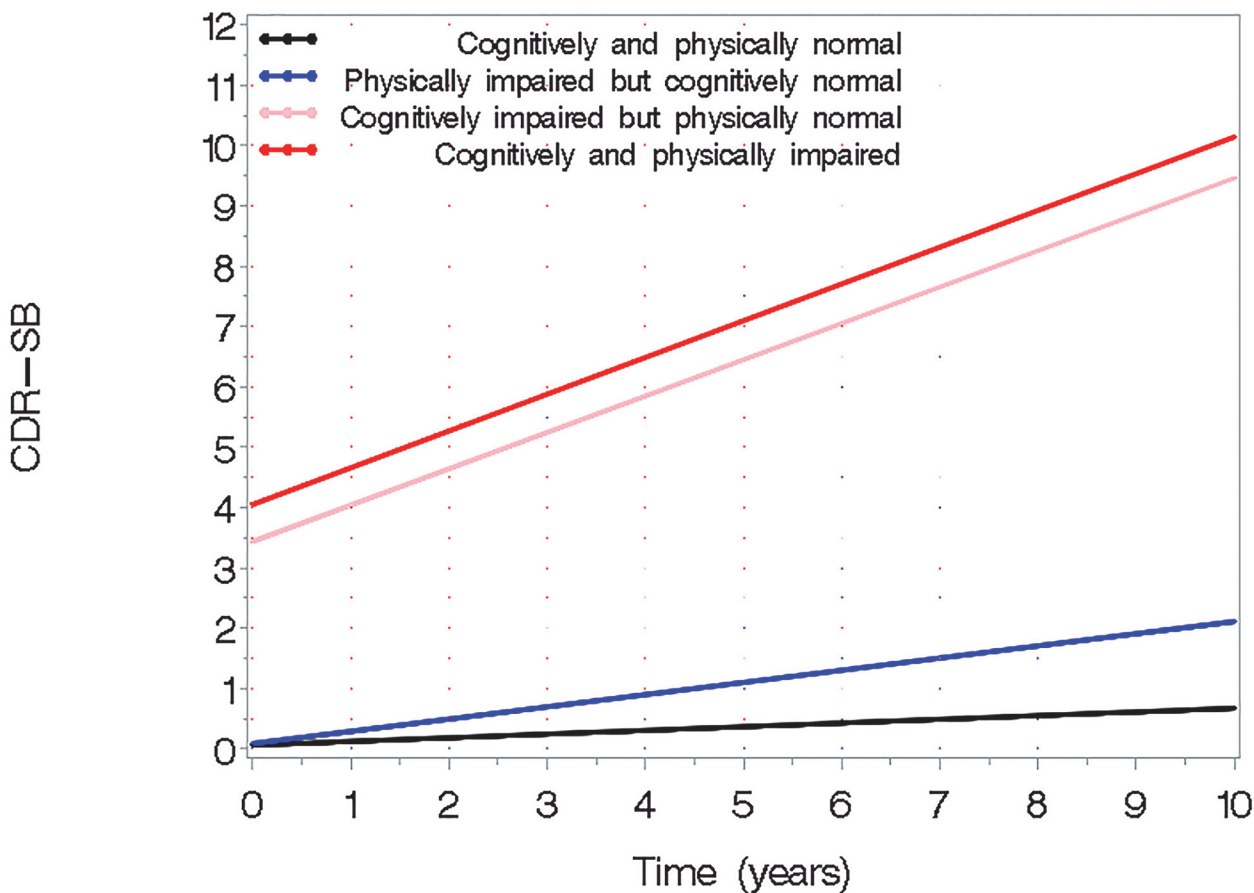 12
11
10
9
8
7
6
5
4
3
2
1
0
Cognitively and physically normal
Physically impaired but cognitively normal
Cognitively impaired but physically normal
Cognitively and physically impaired
CDR—SB
0 1 2 3 4 5 6 7 8 9 10
Time (years)